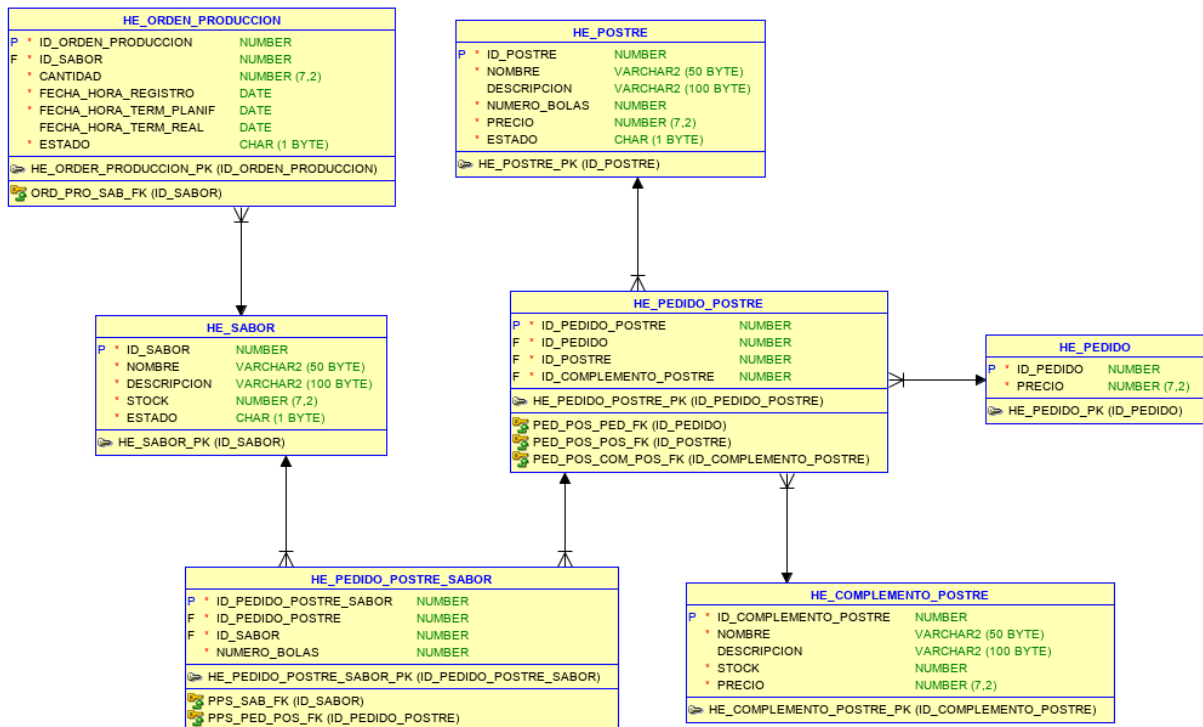 HE_ORDEN_PRODUCCION
P * ID_ORDEN_PRODUCCION NUMBER
F * ID_SABOR NUMBER
* CANTIDAD NUMBER (7,2)
* FECHA_HORA_REGISTRO DATE
* FECHA_HORA_TERM_PLANIF DATE
FECHA_HORA_TERM_REAL DATE
* ESTADO CHAR (1 BYTE)
HE_ORDER_PRODUCCION_PK (ID_ORDEN_PRODUCCION)
ORD_PRO_SAB_FK (ID_SABOR)
HE_POSTRE
P * ID_POSTRE NUMBER
* NOMBRE VARCHAR2 (50 BYTE)
DESCRIPCION VARCHAR2 (100 BYTE)
* NUMERO_BOLAS NUMBER
* PRECIO NUMBER (7,2)
* ESTADO CHAR (1 BYTE)
HE_POSTRE_PK (ID_POSTRE)
HE_SABOR
P * ID_SABOR NUMBER
* NOMBRE VARCHAR2 (50 BYTE)
* DESCRIPCION VARCHAR2 (100 BYTE)
* STOCK NUMBER (7,2)
* ESTADO CHAR (1 BYTE)
HE_SABOR_PK (ID_SABOR)
HE_PEDIDO_POSTRE
P * ID_PEDIDO_POSTRE NUMBER
F * ID_PEDIDO NUMBER
F * ID_POSTRE NUMBER
F * ID_COMPLEMENTO_POSTRE NUMBER
HE_PEDIDO_POSTRE_PK (ID_PEDIDO_POSTRE)
PED_POS_PED_FK (ID_PEDIDO)
PED_POS_POS_FK (ID_POSTRE)
PED_POS_COM_POS_FK (ID_COMPLEMENTO_POSTRE)
HE_PEDIDO
P * ID_PEDIDO NUMBER
* PRECIO NUMBER (7,2)
HE_PEDIDO_PK (ID_PEDIDO)
HE_PEDIDO_POSTRE_SABOR
P * ID_PEDIDO_POSTRE_SABOR NUMBER
F * ID_PEDIDO_POSTRE NUMBER
F * ID_SABOR NUMBER
* NUMERO_BOLAS NUMBER
HE_PEDIDO_POSTRE_SABOR_PK (ID_PEDIDO_POSTRE_SABOR)
PPS_SAB_FK (ID_SABOR)
PPS_PED_POS_FK (ID_PEDIDO_POSTRE)
HE_COMPLEMENTO_POSTRE
P * ID_COMPLEMENTO_POSTRE NUMBER
* NOMBRE VARCHAR2 (50 BYTE)
DESCRIPCION VARCHAR2 (100 BYTE)
* STOCK NUMBER
* PRECIO NUMBER (7,2)
HE_COMPLEMENTO_POSTRE_PK (ID_COMPLEMENTO_POSTRE)